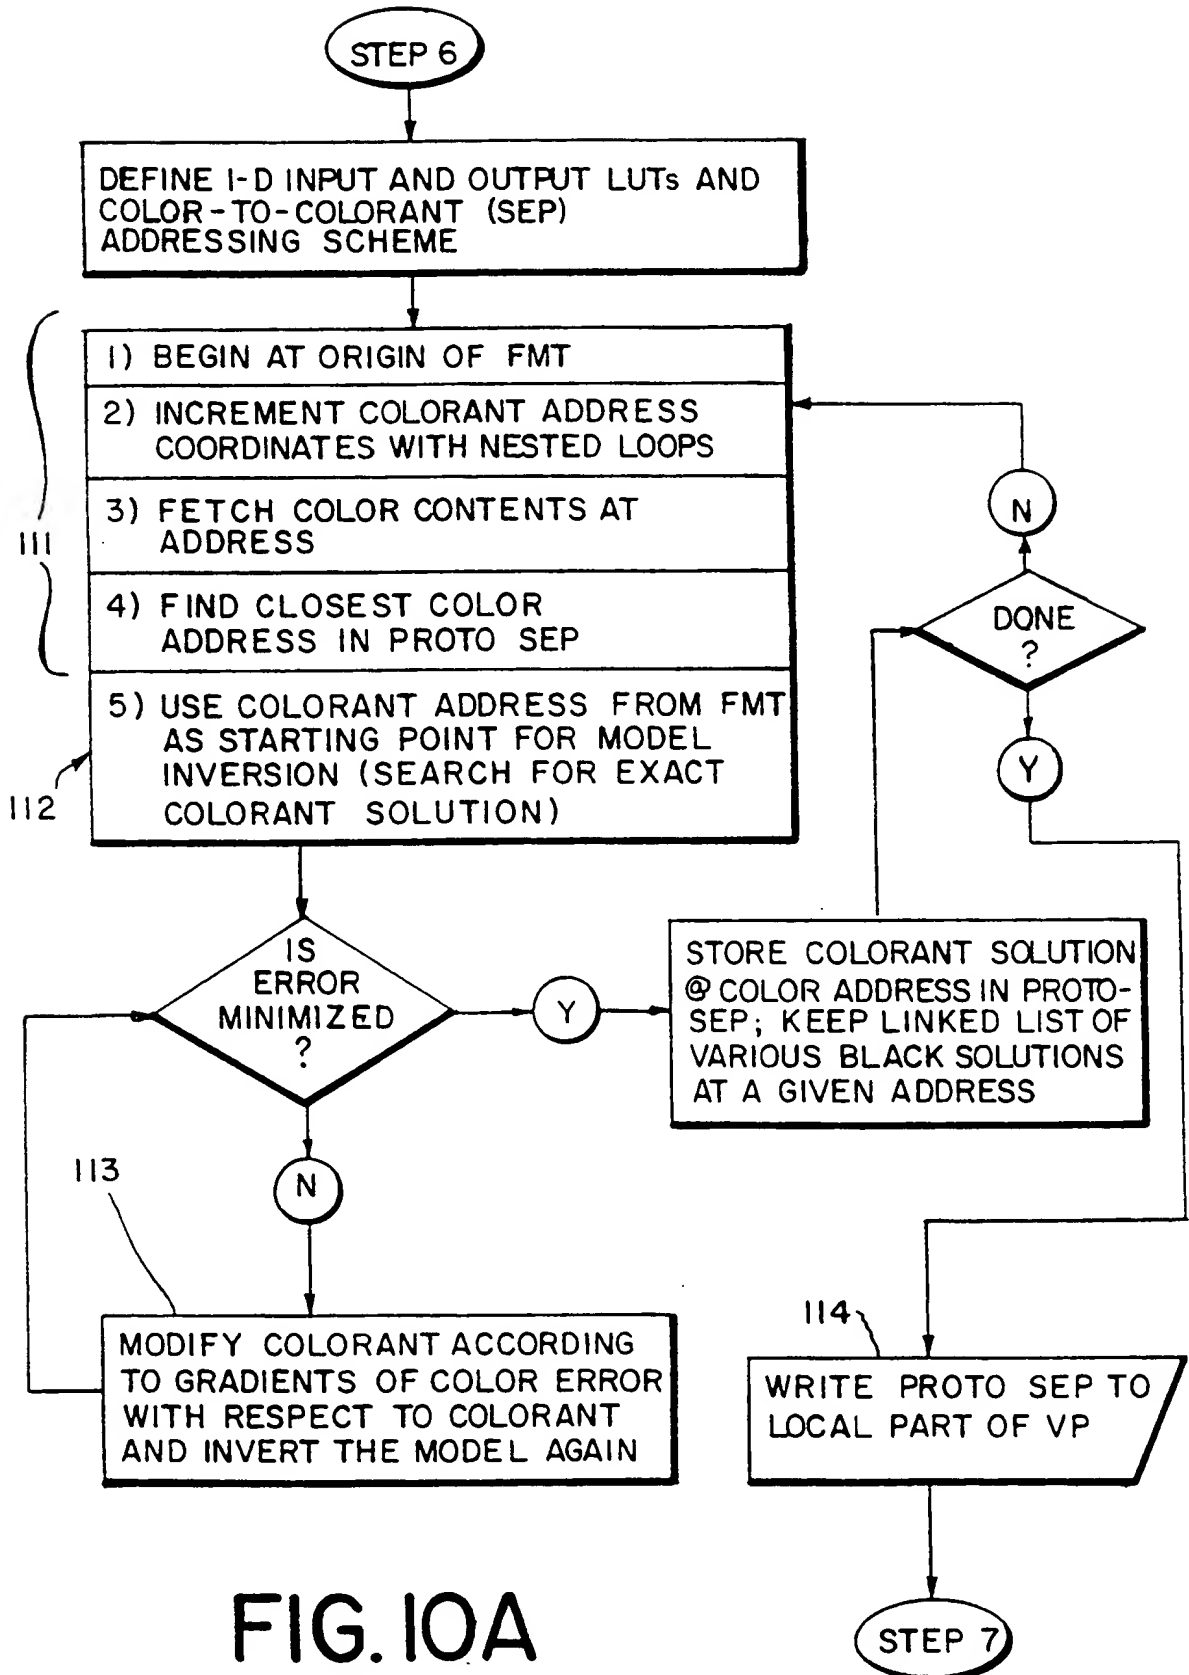 STEP 6
DEFINE 1-D INPUT AND OUTPUT LUTs AND
COLOR-TO-COLORANT (SEP)
ADDRESSING SCHEME
1) BEGIN AT ORIGIN OF FMT
2) INCREMENT COLORANT ADDRESS
COORDINATES WITH NESTED LOOPS
3) FETCH COLOR CONTENTS AT
ADDRESS
4) FIND CLOSEST COLOR
ADDRESS IN PROTO SEP
5) USE COLORANT ADDRESS FROM FMT
AS STARTING POINT FOR MODEL
INVERSION (SEARCH FOR EXACT
COLORANT SOLUTION)
111
112
N
DONE
?
Y
IS
ERROR
MINIMIZED
?
Y
STORE COLORANT SOLUTION
@ COLOR ADDRESS IN PROTO-
SEP; KEEP LINKED LIST OF
VARIOUS BLACK SOLUTIONS
AT A GIVEN ADDRESS
N
113
MODIFY COLORANT ACCORDING
TO GRADIENTS OF COLOR ERROR
WITH RESPECT TO COLORANT
AND INVERT THE MODEL AGAIN
114
WRITE PROTO SEP TO
LOCAL PART OF VP
STEP 7
FIG. 10A